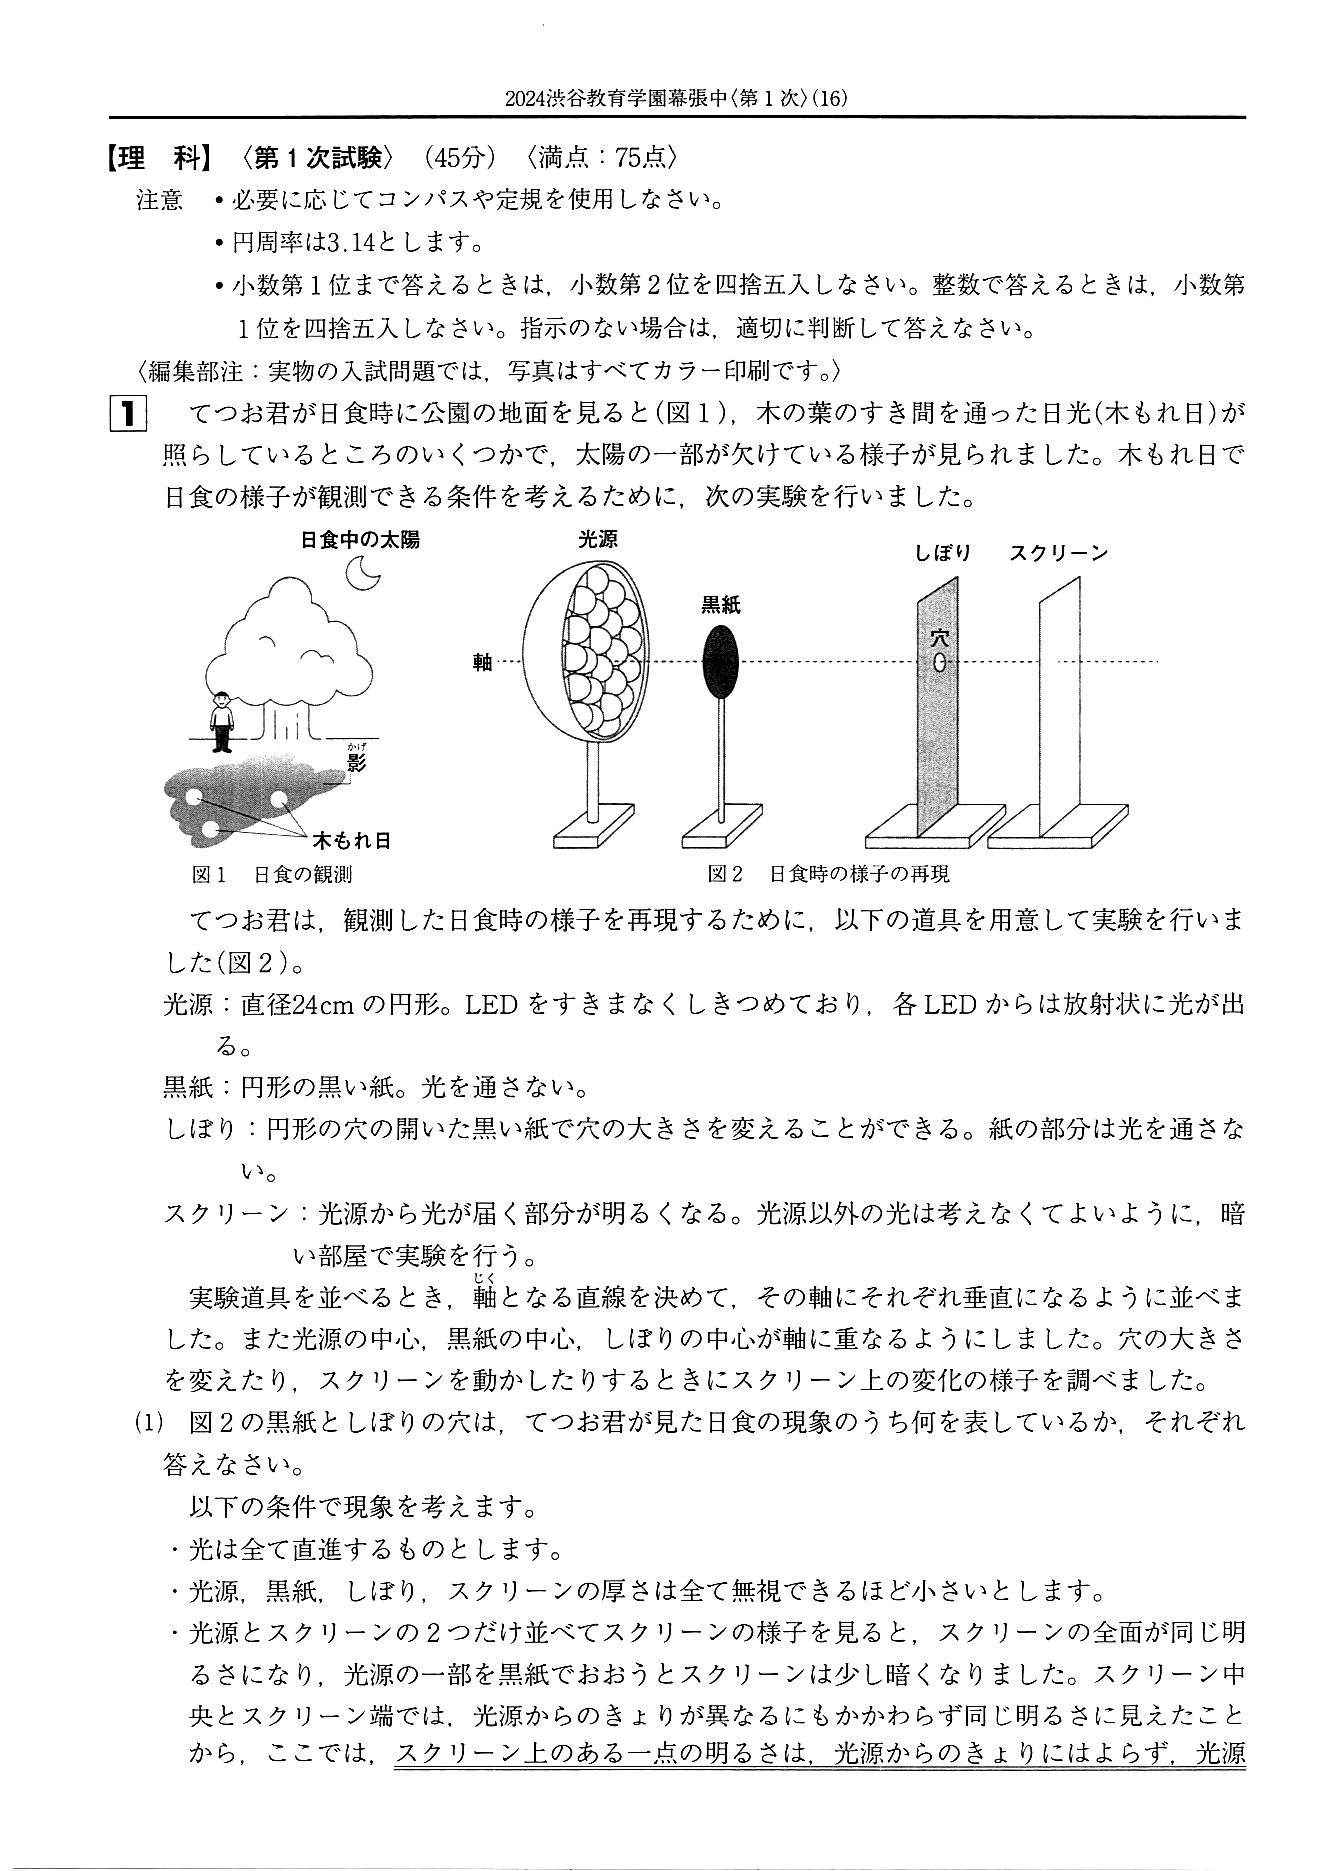 2024渋谷教育学園幕張中〈第1次〉(16)
【理　科】〈第1次試験〉（45分）〈満点：75点〉
注意　•必要に応じてコンパスや定規を使用しなさい。
•円周率は3.14とします。
•小数第1位まで答えるときは，小数第2位を四捨五入しなさい。整数で答えるときは，小数第
1位を四捨五入しなさい。指示のない場合は，適切に判断して答えなさい。
〈編集部注：実物の入試問題では，写真はすべてカラー印刷です。〉
1　てつお君が日食時に公園の地面を見ると(図1)，木の葉のすき間を通った日光(木もれ日)が
照らしているところのいくつかで，太陽の一部が欠けている様子が見られました。木もれ日で
日食の様子が観測できる条件を考えるために，次の実験を行いました。
日食中の太陽
影
かげ
木もれ日
図1　日食の観測
光源
黒紙
しぼり
スクリーン
穴
軸
図2　日食時の様子の再現
てつお君は，観測した日食時の様子を再現するために，以下の道具を用意して実験を行いま
した(図2)。
光源：直径24cmの円形。LEDをすきまなくしきつめており，各LEDからは放射状に光が出
る。
黒紙：円形の黒い紙。光を通さない。
しぼり：円形の穴の開いた黒い紙で穴の大きさを変えることができる。紙の部分は光を通さな
い。
スクリーン：光源から光が届く部分が明るくなる。光源以外の光は考えなくてよいように，暗
い部屋で実験を行う。
じく
実験道具を並べるとき，軸となる直線を決めて，その軸にそれぞれ垂直になるように並べま
した。また光源の中心，黒紙の中心，しぼりの中心が軸に重なるようにしました。穴の大きさ
を変えたり，スクリーンを動かしたりするときにスクリーン上の変化の様子を調べました。
(1)　図2の黒紙としぼりの穴は，てつお君が見た日食の現象のうち何を表しているか，それぞれ
答えなさい。
以下の条件で現象を考えます。
・光は全て直進するものとします。
・光源，黒紙，しぼり，スクリーンの厚さは全て無視できるほど小さいとします。
・光源とスクリーンの2つだけ並べてスクリーンの様子を見ると，スクリーンの全面が同じ明
るさになり，光源の一部を黒紙でおおうとスクリーンは少し暗くなりました。スクリーン中
央とスクリーン端では，光源からのきょりが異なるにもかかわらず同じ明るさに見えたこと
から，ここでは，スクリーン上のある一点の明るさは，光源からのきょりにはよらず，光源